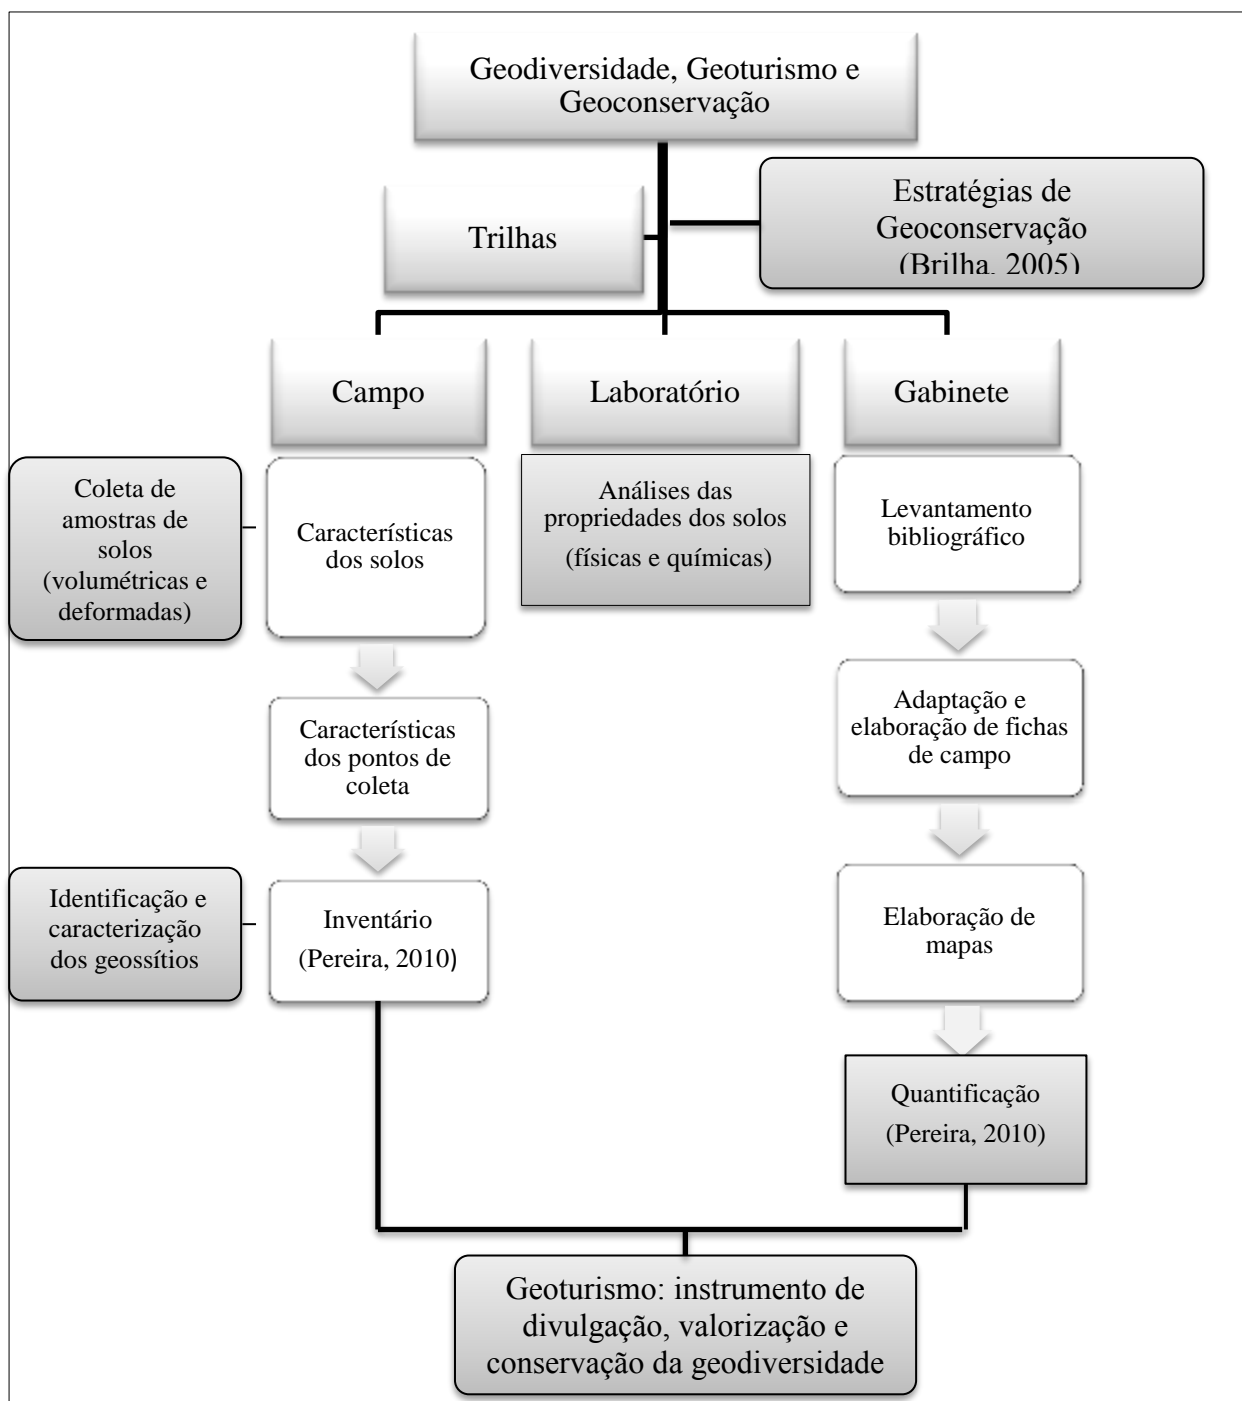 Geodiversidade, Geoturismo e
Geoconservação
Trilhas
Estratégias de
Geoconservação
(Brilha, 2005)
Campo
Laboratório
Gabinete
Coleta de
amostras de
solos
(volumétricas e
deformadas)
Características
dos solos
Análises das
propriedades dos solos
(físicas e químicas)
Levantamento
bibliográfico
Características
dos pontos de
coleta
Adaptação e
elaboração de fichas
de campo
Identificação e
caracterização
dos geossítios
Inventário
(Pereira, 2010)
Elaboração de
mapas
Quantificação
(Pereira, 2010)
Geoturismo: instrumento de
divulgação, valorização e
conservação da geodiversidade